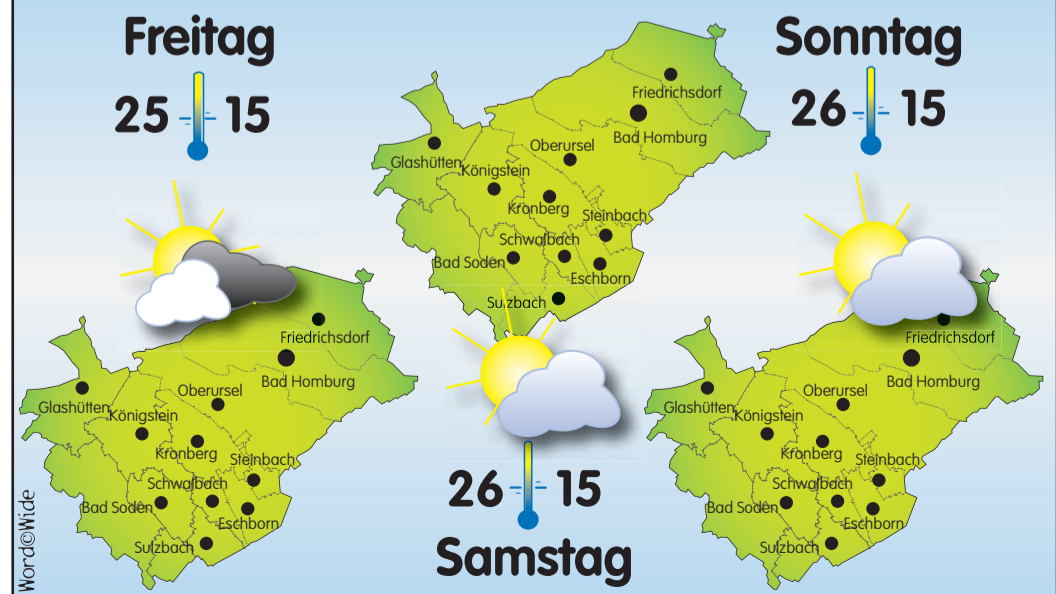 Freitag
25 15
Friedrichsdorf
Bad Homburg
Oberursel
Glashütten
Königstein
Kronberg
Steinbach
Schwalbach
Bad Soden
Eschborn
Sulzbach
Friedrichsdorf
Bad Homburg
Oberursel
Glashütten
Königstein
Kronberg
Steinbach
Schwalbach
Bad Soden
Eschborn
Sulzbach
26 15
Samstag
Sonntag
26 15
Friedrichsdorf
Bad Homburg
Oberursel
Glashütten
Königstein
Kronberg
Steinbach
Schwalbach
Bad Soden
Eschborn
Sulzbach
Word©Wide